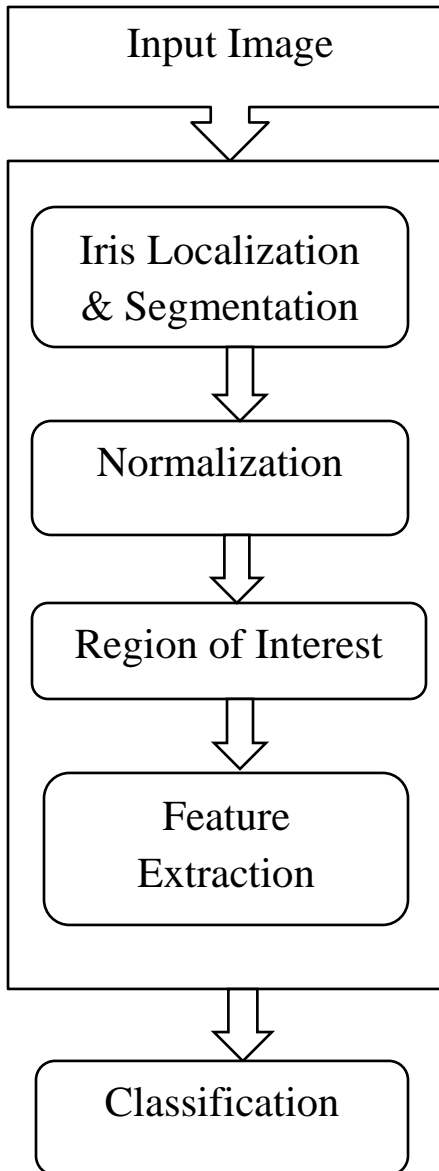 Input Image
Iris Localization
& Segmentation
Normalization
Region of Interest
Feature
Extraction
Classification